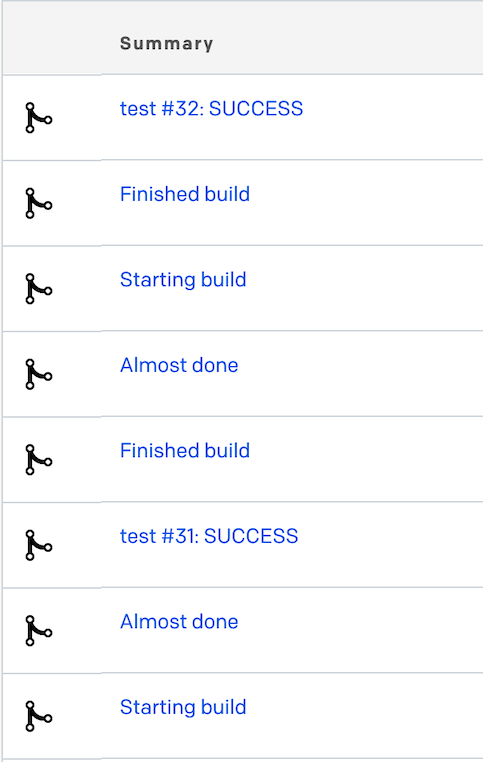 Summary
test #32: SUCCESS
Finished build
Starting build
Almost done
Finished build
test #31: SUCCESS
Almost done
Starting build